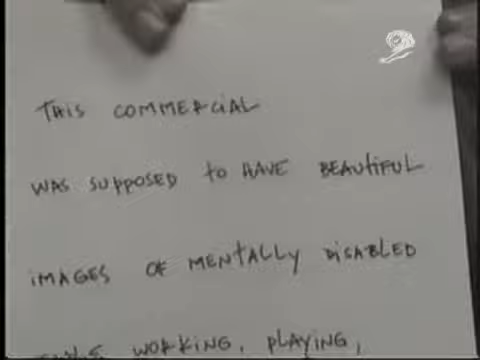 THIS COMMERCIAL
WAS SUPPOSED TO HAVE BEAUTIFUL
IMAGES OF MENTALLY DISABLED
WORKING, PLAYING,